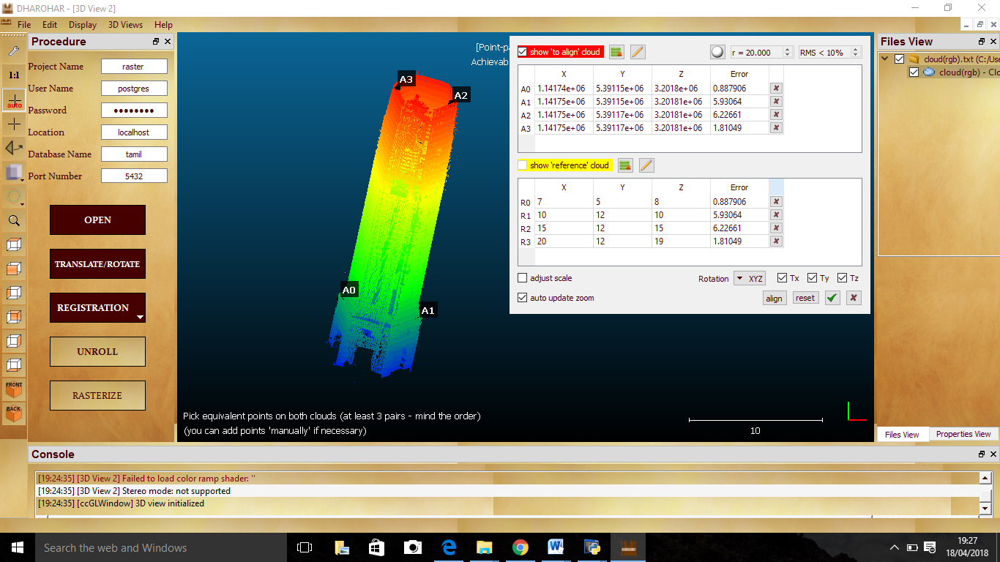 DHAROHAR - [3D View 2]
File Edit Display 3D Views Help
Procedure
Project Name raster
User Name postgres
Password ●●●●●●●●
Location localhost
Database Name tamil
Port Number 5432
OPEN
TRANSLATE/ROTATE
REGISTRATION
UNROLL
RASTERIZE
1:1
auto
FRONT
BACK
[Point-pa
Achievab
A3
A2
A0
A1
Pick equivalent points on both clouds (at least 3 pairs - mind the order)
(you can add points 'manually' if necessary)
10
show 'to align' cloud r = 20.000 RMS < 10%
X Y Z Error
A0 1.14174e+06 5.39115e+06 3.2018e+06 0.887906
A1 1.14175e+06 5.39115e+06 3.20181e+06 5.93064
A2 1.14175e+06 5.39117e+06 3.20181e+06 6.22661
A3 1.14175e+06 5.39117e+06 3.20181e+06 1.81049
show 'reference' cloud
X Y Z Error
R0 7 5 8 0.887906
R1 10 12 10 5.93064
R2 15 12 15 6.22661
R3 20 12 19 1.81049
adjust scale Rotation XYZ Tx Ty Tz
auto update zoom align reset
Files View
cloud(rgb).txt (C:/Use
cloud(rgb) - Clo
Files View Properties View
Console
[19:24:35] [3D View 2] Failed to load color ramp shader: ''
[19:24:35] [3D View 2] Stereo mode: not supported
[19:24:35] [ccGLWindow] 3D view initialized
Search the web and Windows
19:27
18/04/2018